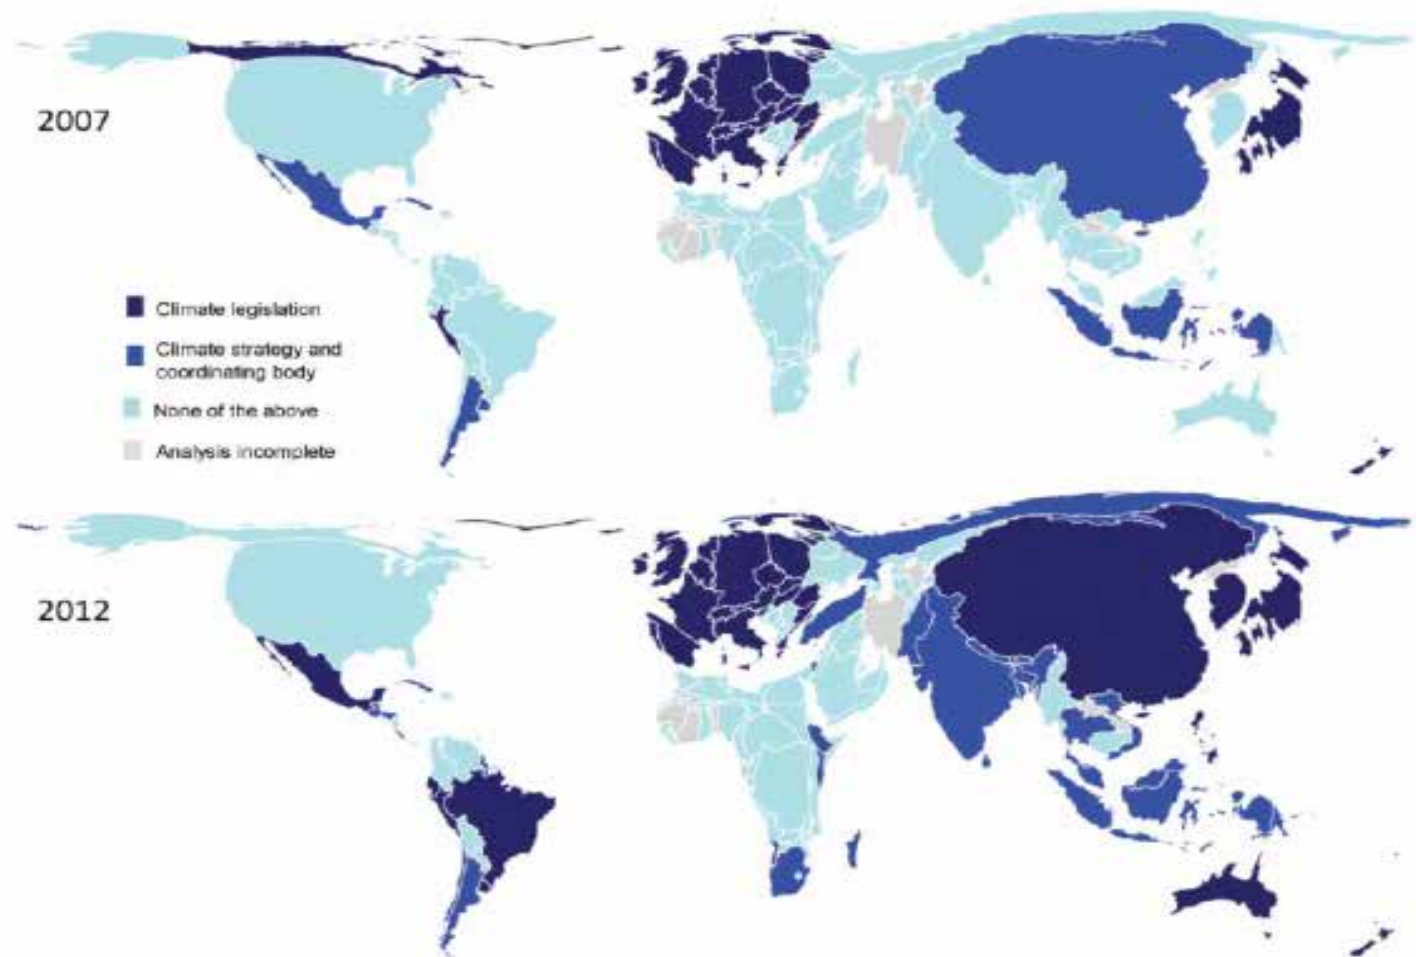 2007
Climate legislation
Climate strategy and
coordinating body
None of the above
Analysis incomplete
2012